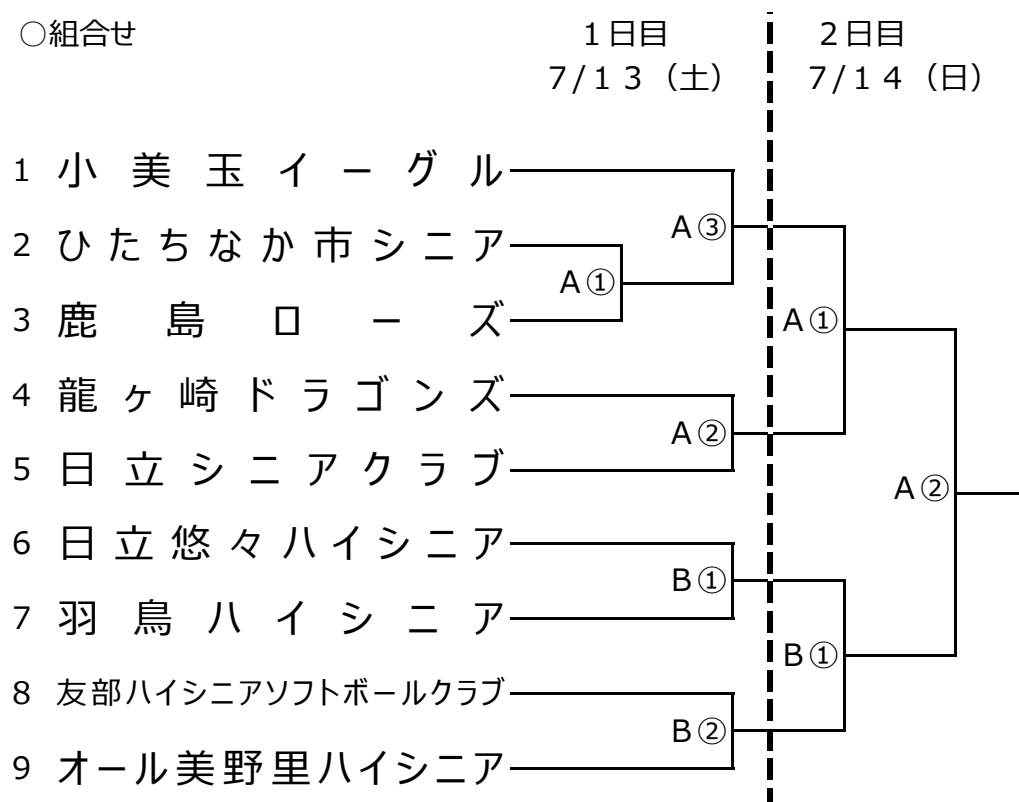 ○組合せ
1日目
2日目
7/13（土）
7/14（日）
1 小美玉イーグル
A③
2 ひたちなか市シニア
A①
3 鹿島ローズ
A①
4 龍ヶ崎ドラゴンズ
A②
5 日立シニアクラブ
A②
6 日立悠々ハイシニア
B①
7 羽鳥ハイシニア
B①
8 友部ハイシニアソフトボールクラブ
B②
9 オール美野里ハイシニア